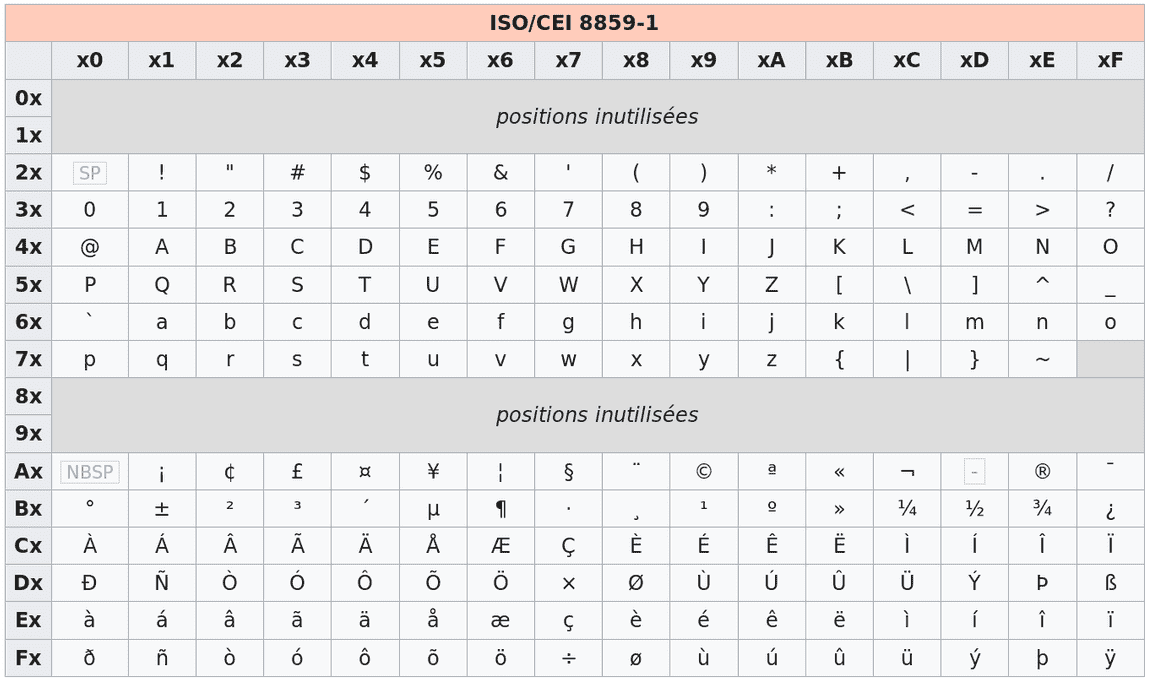 ISO/CEI 8859-1
x0 x1 x2 x3 x4 x5 x6 x7 x8 x9 xA xB xC xD xE xF
0x
positions inutilisées
1x
2x SP ! " # $ % & ' ( ) * + , - . /
3x 0 1 2 3 4 5 6 7 8 9 : ; < = > ?
4x @ A B C D E F G H I J K L M N O
5x P Q R S T U V W X Y Z [ \ ] ^ _
6x ` a b c d e f g h i j k l m n o
7x p q r s t u v w x y z { | } ~
8x
positions inutilisées
9x
Ax NBSP ¡ ¢ £ ¤ ¥ ¦ § ¨ © ª « ¬ - ® ¯
Bx ° ± ² ³ ´ µ ¶ · ¸ ¹ º » ¼ ½ ¾ ¿
Cx À Á Â Ã Ä Å Æ Ç È É Ê Ë Ì Í Î Ï
Dx Ð Ñ Ò Ó Ô Õ Ö × Ø Ù Ú Û Ü Ý Þ ß
Ex à á â ã ä å æ ç è é ê ë ì í î ï
Fx ð ñ ò ó ô õ ö ÷ ø ù ú û ü ý þ ÿ